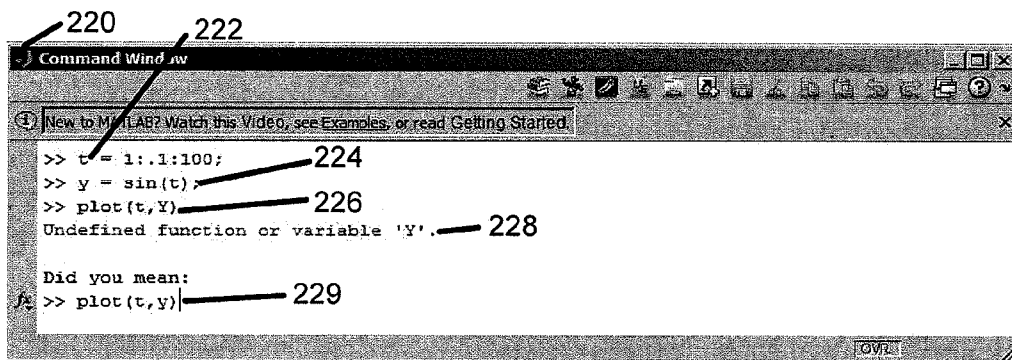 220
222
Command Window
New to MATLAB? Watch this Video, see Examples, or read Getting Started.
>> t = 1:.1:100;
224
>> y = sin(t);
>> plot(t,Y)
226
Undefined function or variable 'Y'.
228
Did you mean:
fx >> plot(t,y)
229
OVR